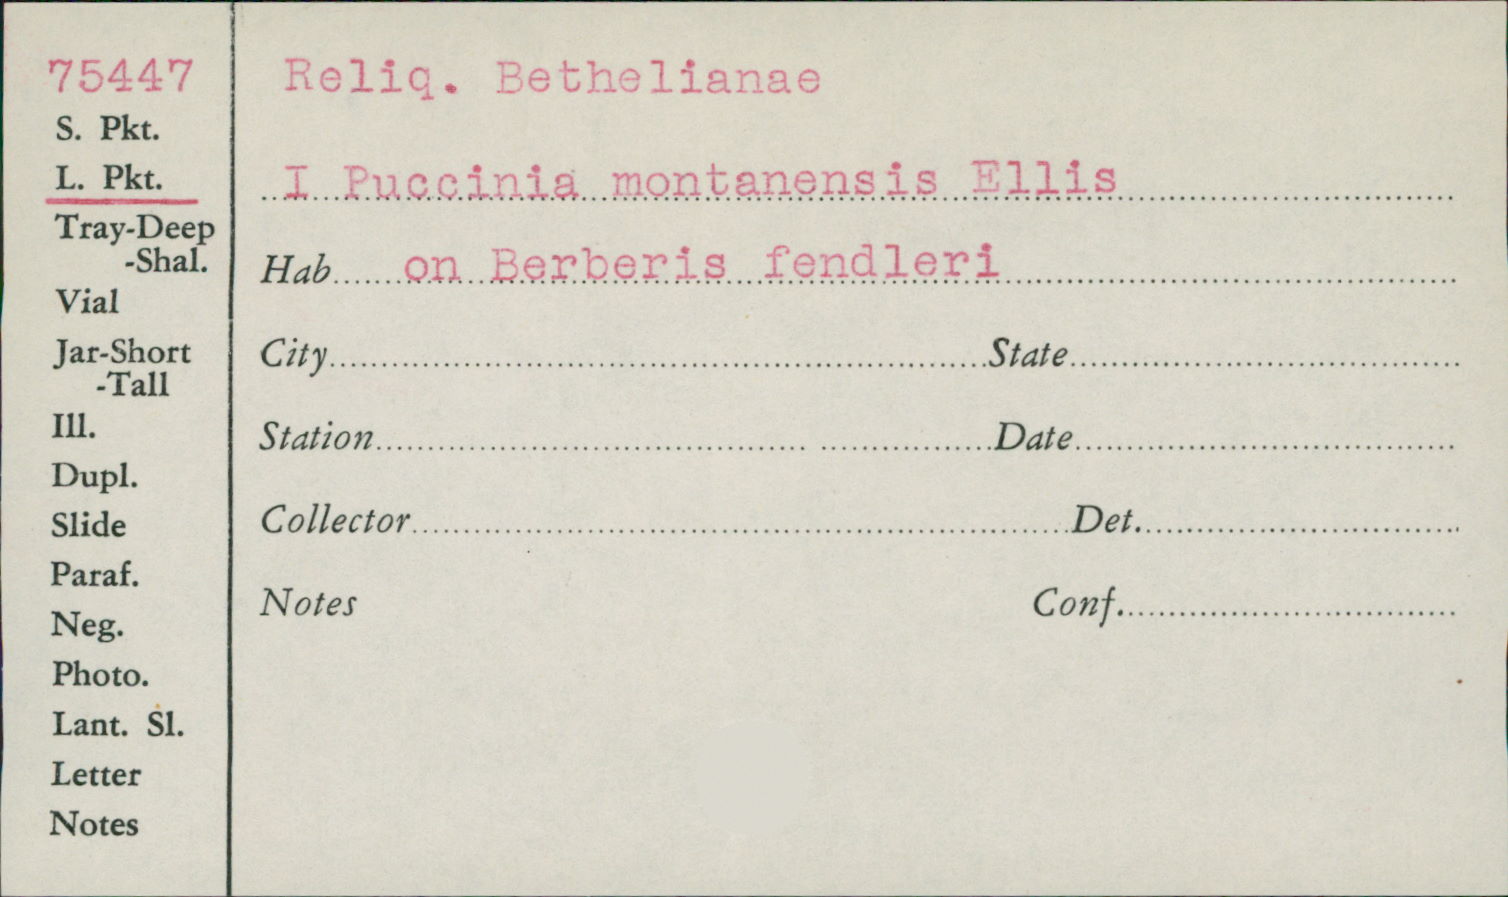 75447
S. Pkt.
L. Pkt.
Tray-Deep
-Shal.
Vial
Jar-Short
-Tall
Ill.
Dupl.
Slide
Paraf.
Neg.
Photo.
Lant. Sl.
Letter
Notes
Reliq. Bethelianae
I Puccinia montanensis Ellis
Hab on Berberis fendleri
City State
Station Date
Collector Det.
Notes Conf.